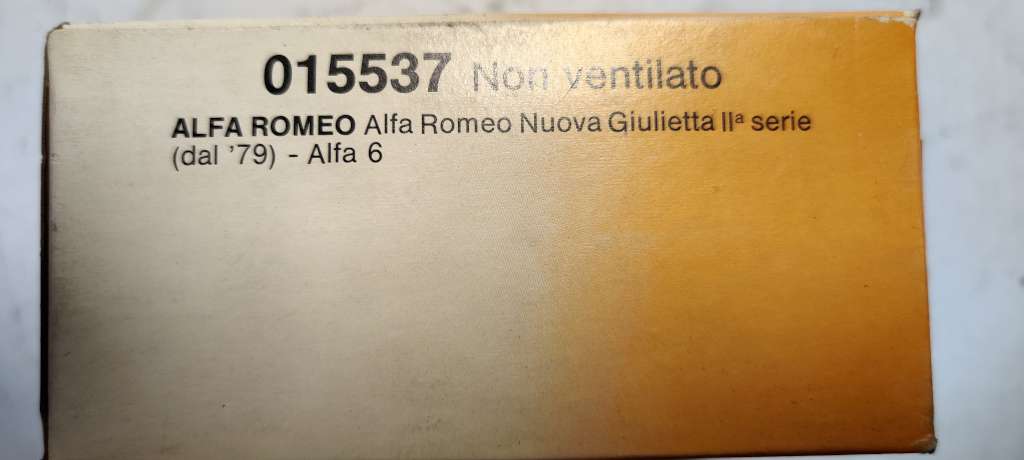 015537 Non ventilato
ALFA ROMEO Alfa Romeo Nuova Giulietta IIª serie
(dal ’79) - Alfa 6